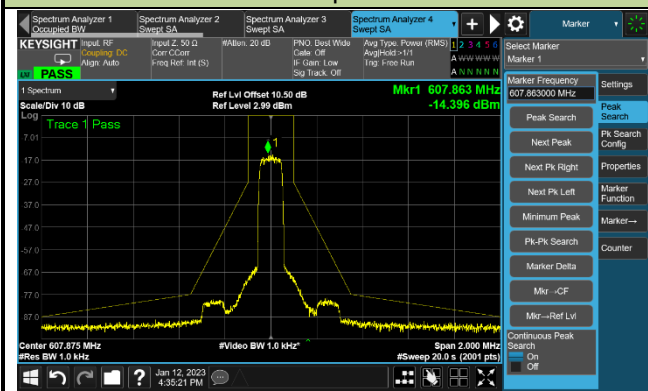 Spectrum Analyzer 1
Occupied BW
Spectrum Analyzer 2
Swept SA
Spectrum Analyzer 3
Swept SA
Spectrum Analyzer 4
Swept SA
Marker
KEYSIGHT
Input: RF
Coupling: DC
Align: Auto
Input Z: 50 Ω
Corr CCorr
Freq Ref: Int (S)
#Atten: 20 dB
PNO: Best Wide
Gate: Off
IF Gain: Low
Sig Track: Off
Avg Type: Power (RMS)
Avg|Hold:>1/1
Trig: Free Run
1 2 3 4 5 6
A W W W W W
A N N N N N
LXI
PASS
Select Marker
Marker 1
1 Spectrum
Scale/Div 10 dB
Ref Lvl Offset 10.50 dB
Ref Level 2.99 dBm
Mkr1 607.863 MHz
-14.396 dBm
Log
Trace 1 Pass
1
-7.01
-17.0
-27.0
-37.0
-47.0
-57.0
-67.0
-77.0
-87.0
Center 607.875 MHz
#Res BW 1.0 kHz
#Video BW 1.0 kHz*
Span 2.000 MHz
#Sweep 20.0 s (2001 pts)
Marker Frequency
607.863000 MHz
Peak Search
Next Peak
Next Pk Right
Next Pk Left
Minimum Peak
Pk-Pk Search
Marker Delta
Mkr→CF
Mkr→Ref Lvl
Continuous Peak
Search
On
Off
Settings
Peak
Search
Pk Search
Config
Properties
Marker
Function
Marker→
Counter
Jan 12, 2023
4:35:21 PM